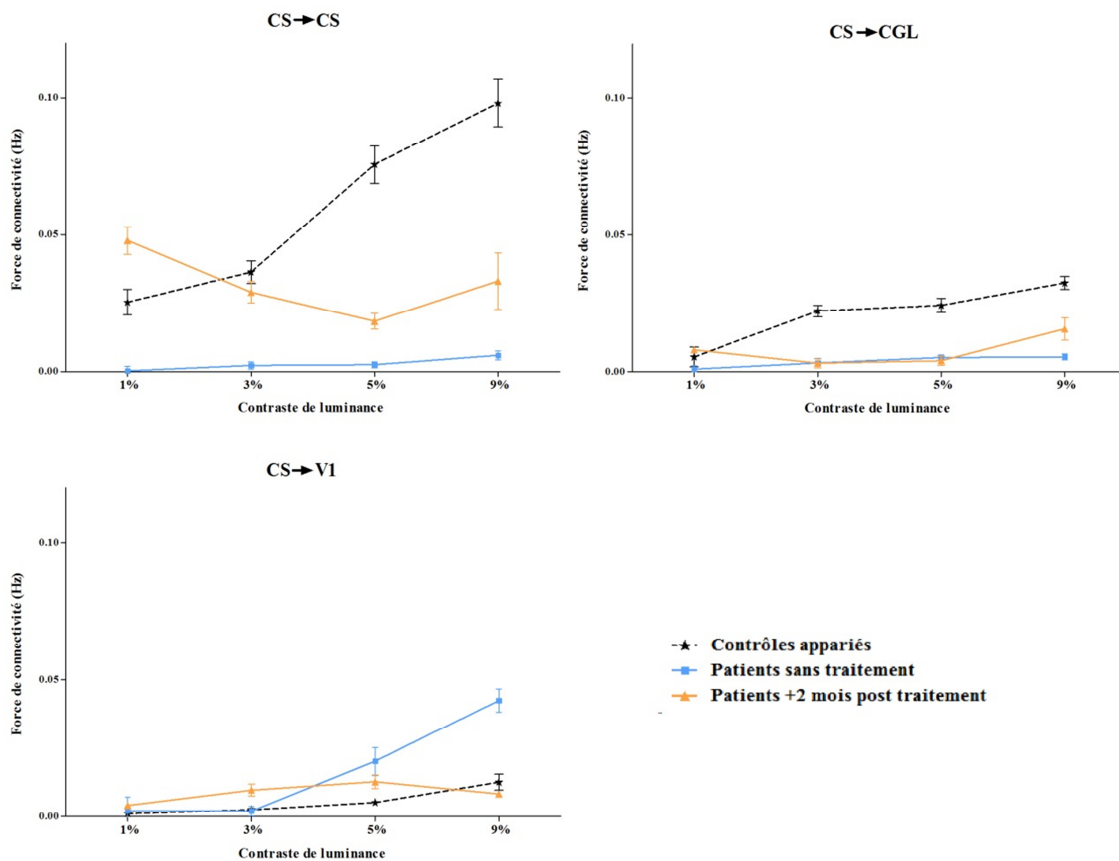 CS→CS
Force de connectivité (Hz)
0.10
0.05
0.00
1% 3% 5% 9%
Contraste de luminance
CS→CGL
Force de connectivité (Hz)
0.10
0.05
0.00
1% 3% 5% 9%
Contraste de luminance
CS→V1
Force de connectivité (Hz)
0.10
0.05
0.00
1% 3% 5% 9%
Contraste de luminance
Contrôles appariés
Patients sans traitement
Patients +2 mois post traitement